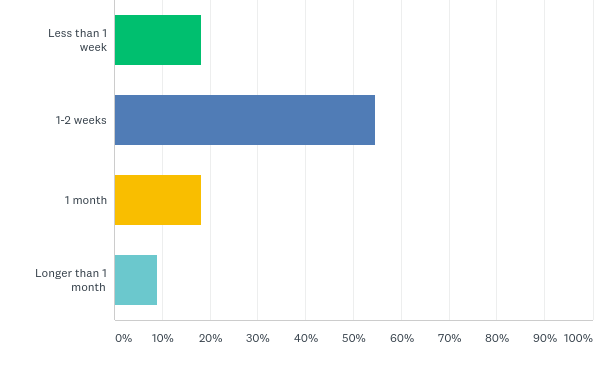 Less than 1
week
1-2 weeks
1 month
Longer than 1
month
0% 10% 20% 30% 40% 50% 60% 70% 80% 90% 100%